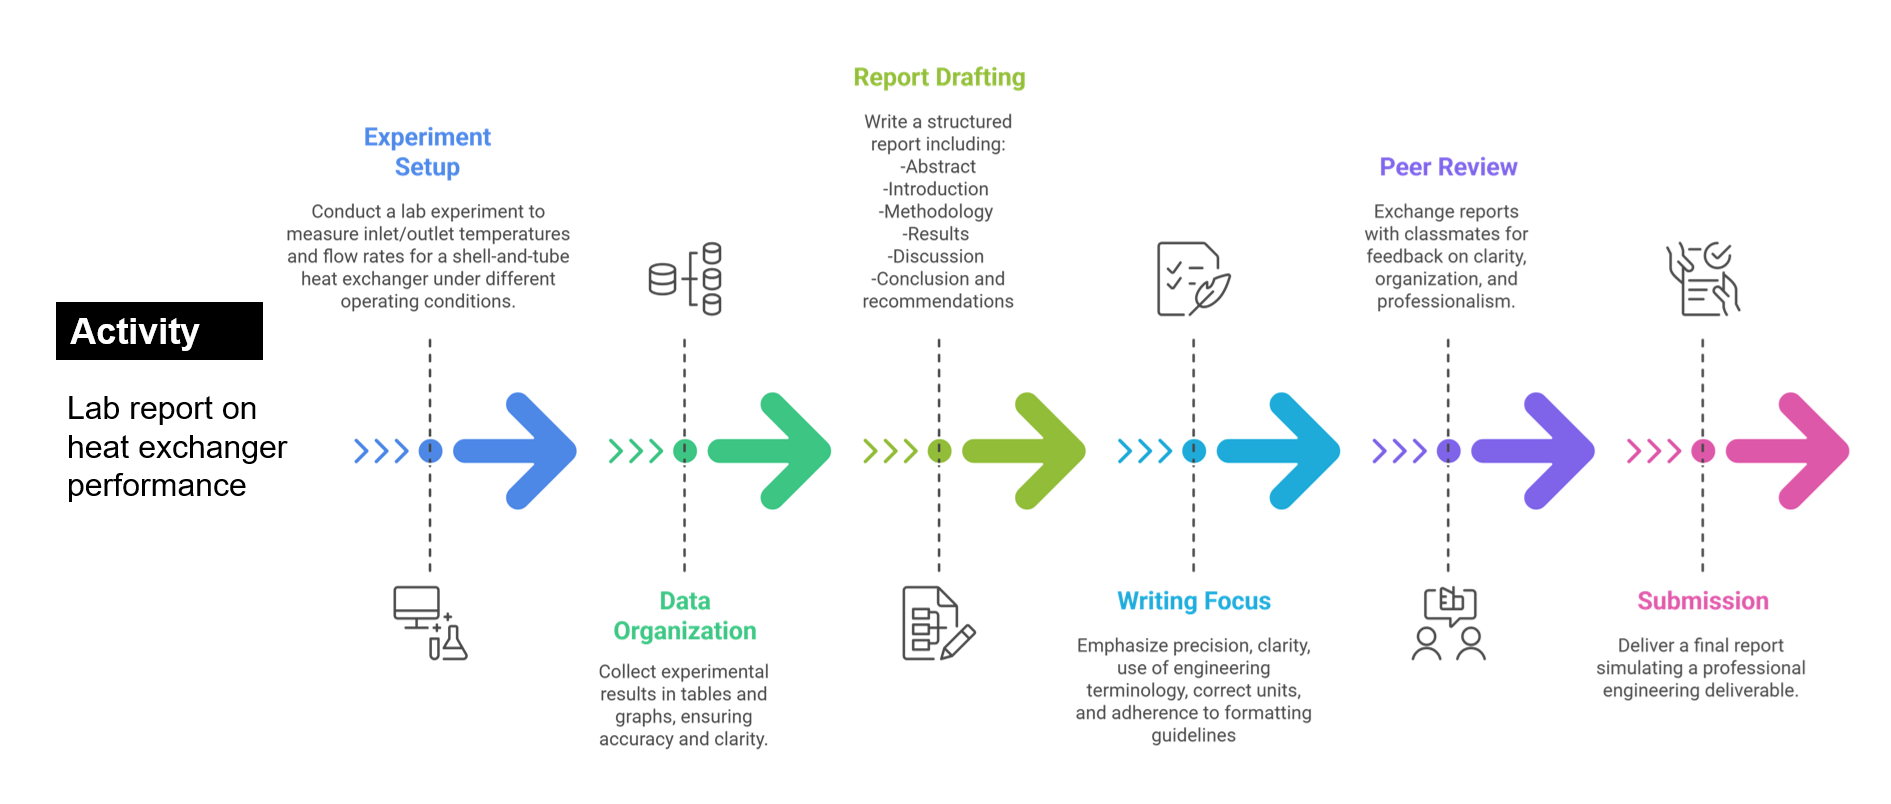 Activity
Lab report on
heat exchanger
performance
Experiment
Setup
Conduct a lab experiment to
measure inlet/outlet temperatures
and flow rates for a shell-and-tube
heat exchanger under different
operating conditions.
Data
Organization
Collect experimental
results in tables and
graphs, ensuring
accuracy and clarity.
Report Drafting
Write a structured
report including:
-Abstract
-Introduction
-Methodology
-Results
-Discussion
-Conclusion and
recommendations
Writing Focus
Emphasize precision, clarity,
use of engineering
terminology, correct units,
and adherence to formatting
guidelines
Peer Review
Exchange reports
with classmates for
feedback on clarity,
organization, and
professionalism.
Submission
Deliver a final report
simulating a professional
engineering deliverable.